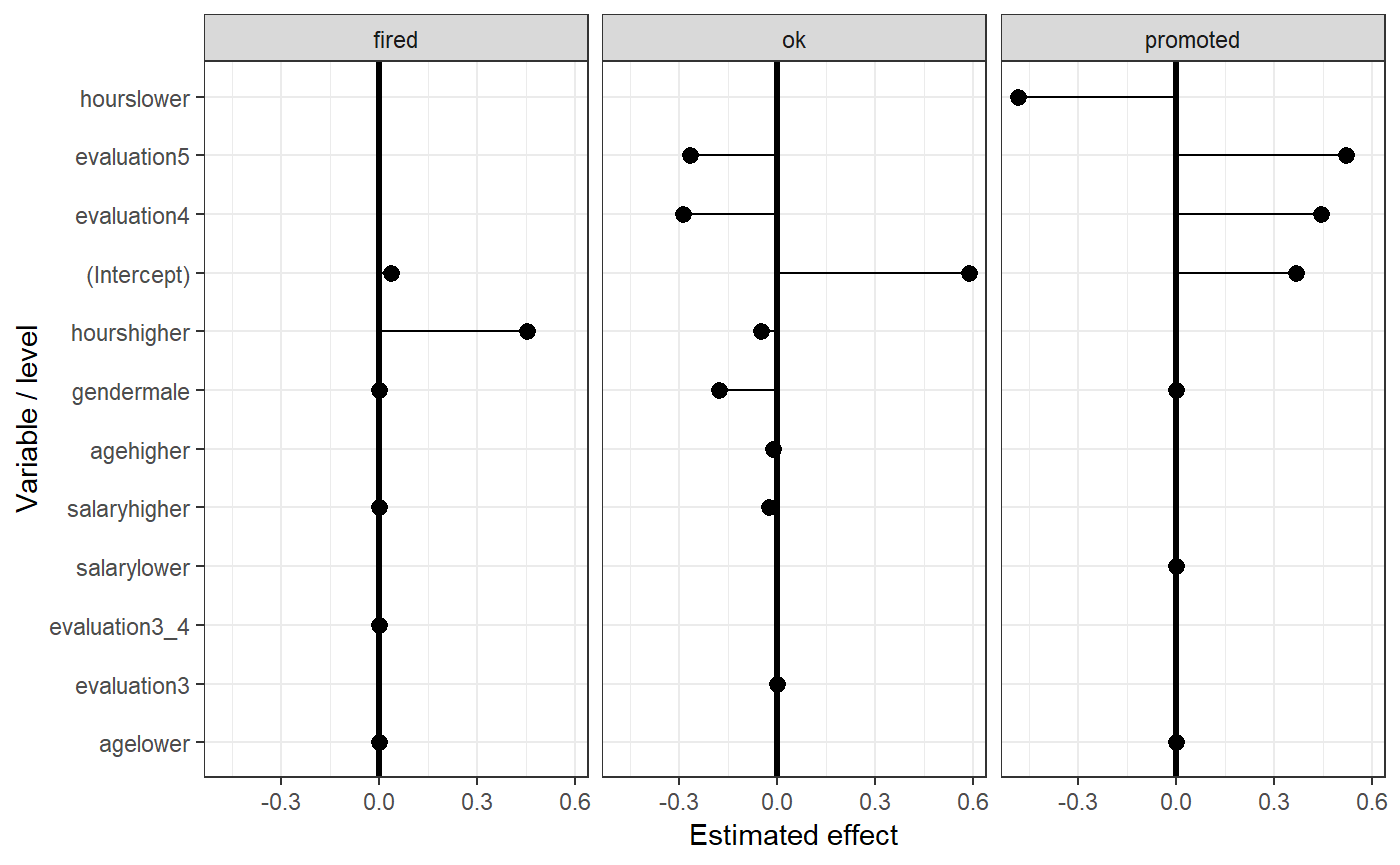 fired ok promoted
hourslower
evaluation5
evaluation4
(Intercept)
hourshigher
gendermale
agehigher
salaryhigher
salarylower
evaluation3_4
evaluation3
agelower
Variable / level
-0.3 0.0 0.3 0.6 -0.3 0.0 0.3 0.6 -0.3 0.0 0.3 0.6
Estimated effect